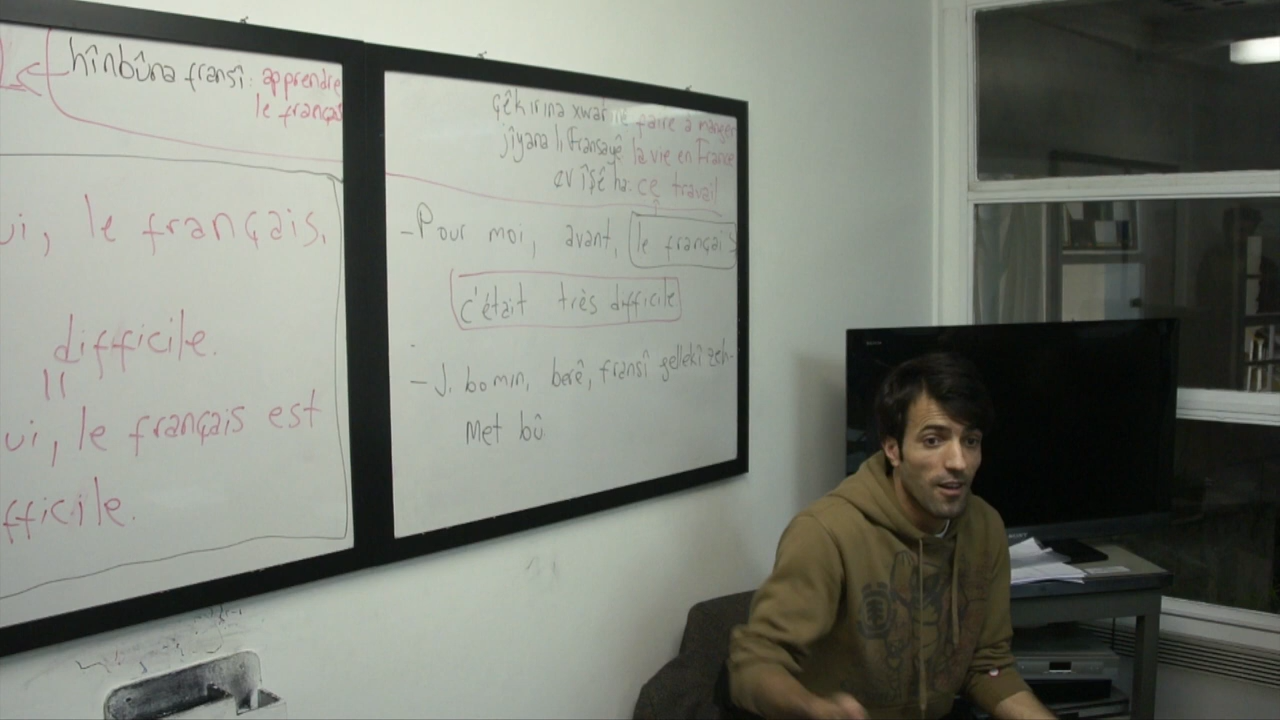 hînbûna fransî: apprendre
le français
ui, le français,
difficile.
ui, le français est
fficile.
çêkirina xwarinê faire à manger
jîyana li Fransayê la vie en France
ev îşê ha: ce travail
- Pour moi, avant, le français
c'était très difficile
- J. bo min, berê, fransî gellekî zeh-
met bû.
SONY